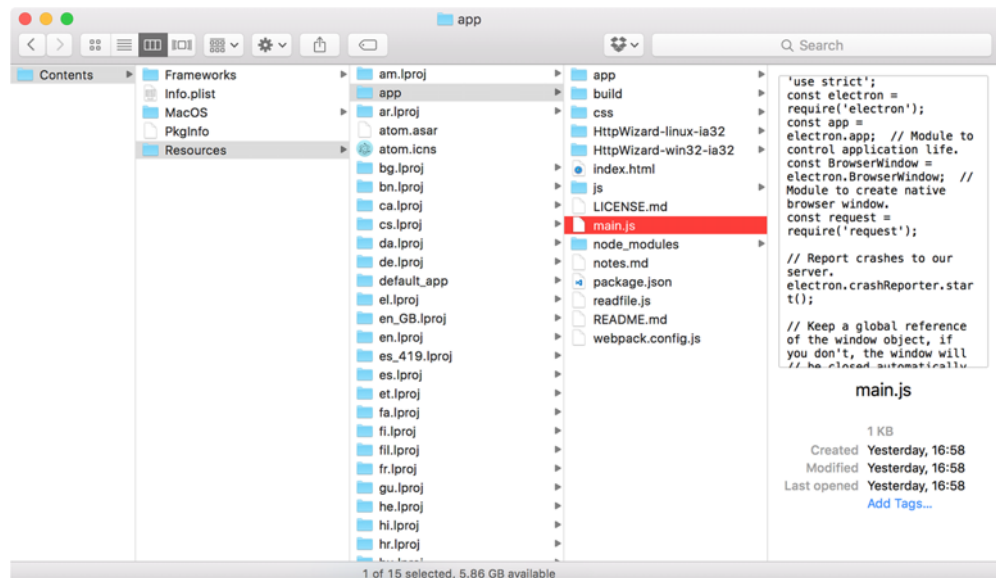 app
Search
Contents
Frameworks
Info.plist
MacOS
PkgInfo
Resources
am.lproj
app
ar.lproj
atom.asar
atom.icns
bg.lproj
bn.lproj
ca.lproj
cs.lproj
da.lproj
de.lproj
default_app
el.lproj
en_GB.lproj
en.lproj
es_419.lproj
es.lproj
et.lproj
fa.lproj
fi.lproj
fil.lproj
fr.lproj
gu.lproj
he.lproj
hi.lproj
hr.lproj
app
build
css
HttpWizard-linux-ia32
HttpWizard-win32-ia32
index.html
js
LICENSE.md
main.js
node_modules
notes.md
package.json
readfile.js
README.md
webpack.config.js
'use strict';
const electron =
require('electron');
const app =
electron.app;  // Module to
control application life.
const BrowserWindow =
electron.BrowserWindow;  //
Module to create native
browser window.
const request =
require('request');
// Report crashes to our
server.
electron.crashReporter.star
t();
// Keep a global reference
of the window object, if
you don't, the window will
// be closed automatically
main.js
1 KB
Created Yesterday, 16:58
Modified Yesterday, 16:58
Last opened Yesterday, 16:58
Add Tags...
1 of 15 selected, 5.86 GB available